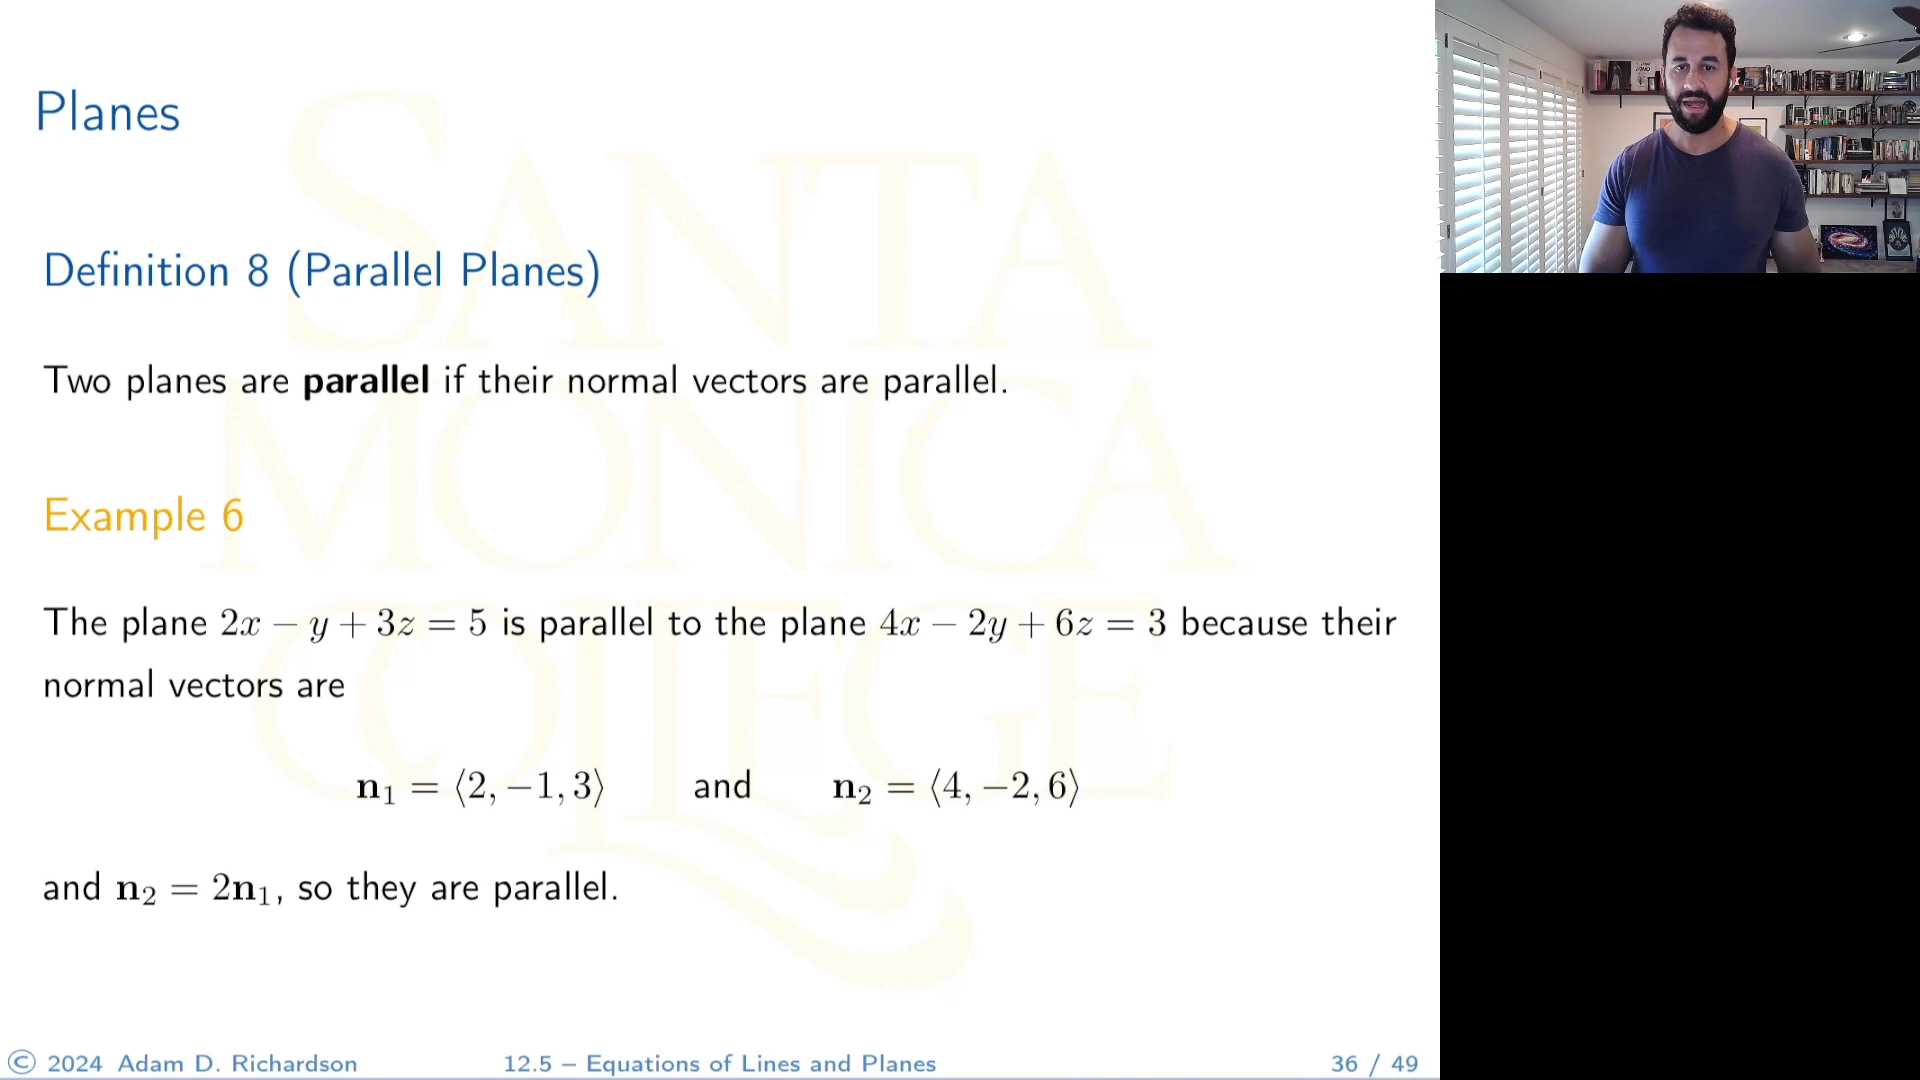 Planes
Definition 8 (Parallel Planes)
Two planes are parallel if their normal vectors are parallel.
Example 6
The plane 2x − y + 3z = 5 is parallel to the plane 4x − 2y + 6z = 3 because their
normal vectors are
n₁ = ⟨2, −1, 3⟩ and n₂ = ⟨4, −2, 6⟩
and n₂ = 2n₁, so they are parallel.
SANTA
MONICA
COLLEGE
© 2024 Adam D. Richardson 12.5 – Equations of Lines and Planes 36 / 49